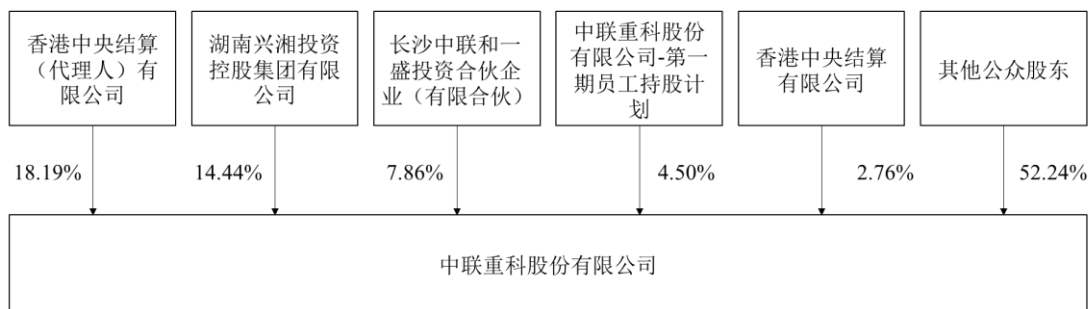 香港中央结算
（代理人）有
限公司
湖南兴湘投资
控股集团有限
公司
长沙中联和一
盛投资合伙企
业（有限合伙）
中联重科股份
有限公司-第一
期员工持股计
划
香港中央结算
有限公司
其他公众股东
18.19%
14.44%
7.86%
4.50%
2.76%
52.24%
中联重科股份有限公司